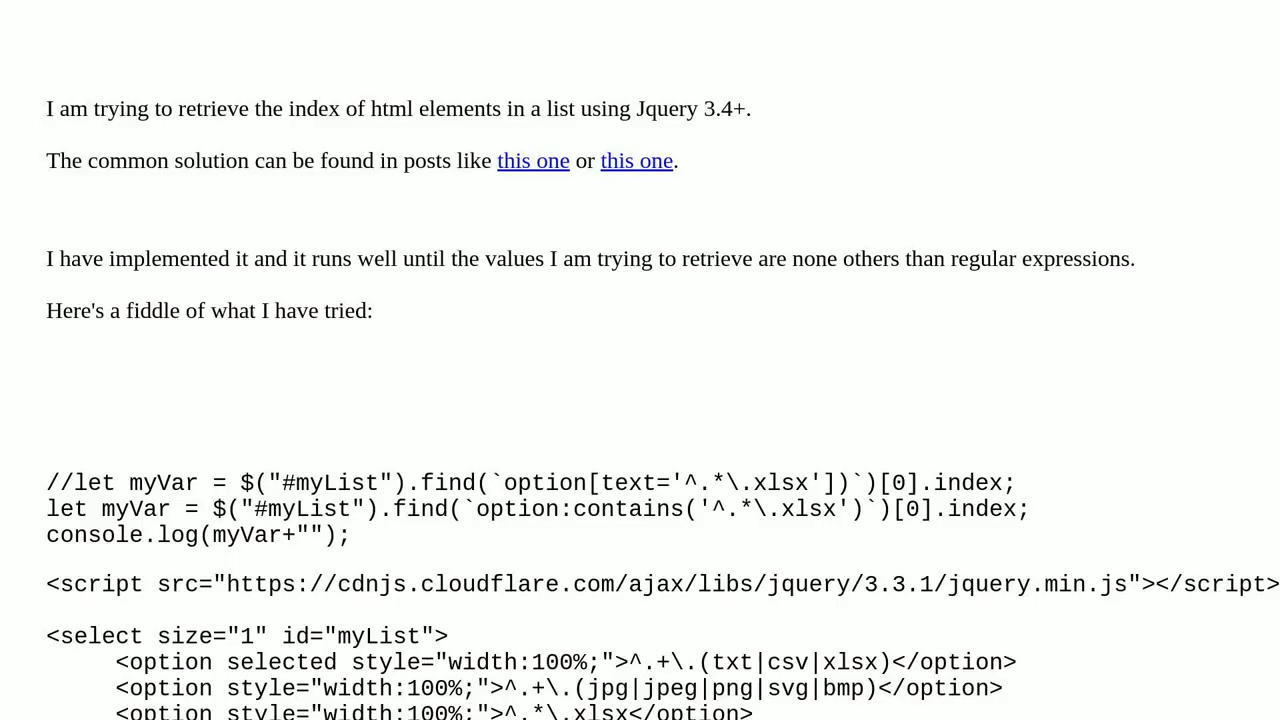 I am trying to retrieve the index of html elements in a list using Jquery 3.4+.
The common solution can be found in posts like this one or this one.
I have implemented it and it runs well until the values I am trying to retrieve are none others than regular expressions.
Here's a fiddle of what I have tried:
//let myVar = $("#myList").find(`option[text='^.*\.xlsx'])`)[0].index;
let myVar = $("#myList").find(`option:contains('^.*\.xlsx')`)[0].index;
console.log(myVar+"");
<script src="https://cdnjs.cloudflare.com/ajax/libs/jquery/3.3.1/jquery.min.js"></script>
<select size="1" id="myList">
     <option selected style="width:100%;">^.+\.(txt|csv|xlsx)</option>
     <option style="width:100%;">^.+\.(jpg|jpeg|png|svg|bmp)</option>
     <option style="width:100%;">^.*\.xlsx</option>